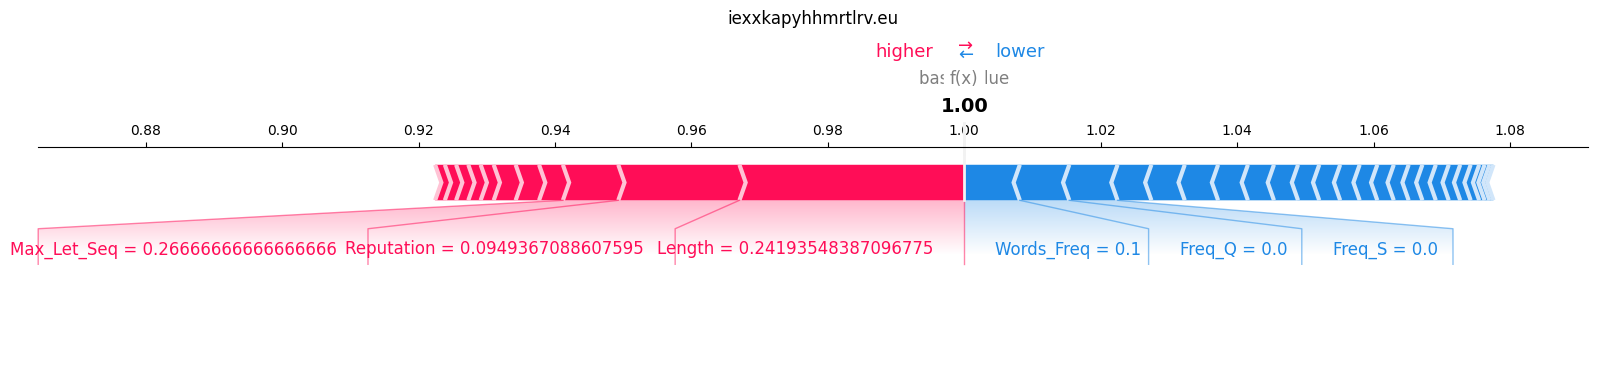 iexxkapyhhmrtlrv.eu
higher → ← lower
f(x)
1.00
0.88 0.90 0.92 0.94 0.96 0.98 1.00 1.02 1.04 1.06 1.08
Max_Let_Seq = 0.26666666666666666 Reputation = 0.0949367088607595 Length = 0.24193548387096775 Words_Freq = 0.1 Freq_Q = 0.0 Freq_S = 0.0